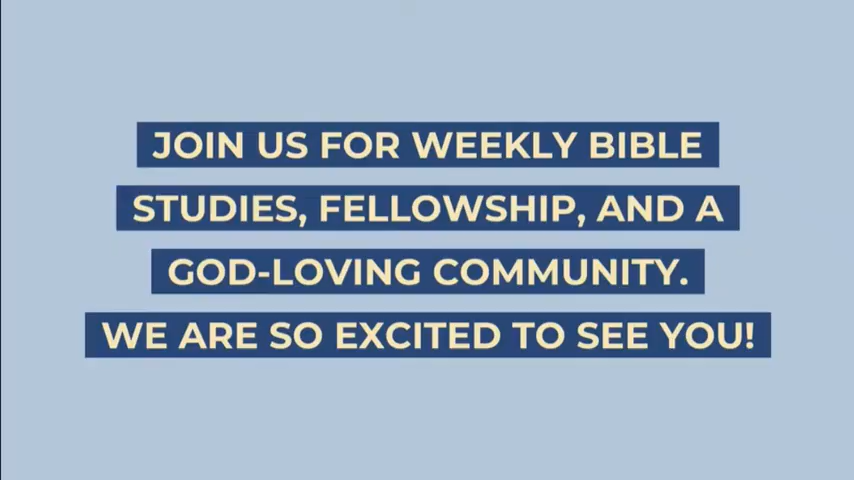 JOIN US FOR WEEKLY BIBLE
STUDIES, FELLOWSHIP, AND A
GOD-LOVING COMMUNITY.
WE ARE SO EXCITED TO SEE YOU!